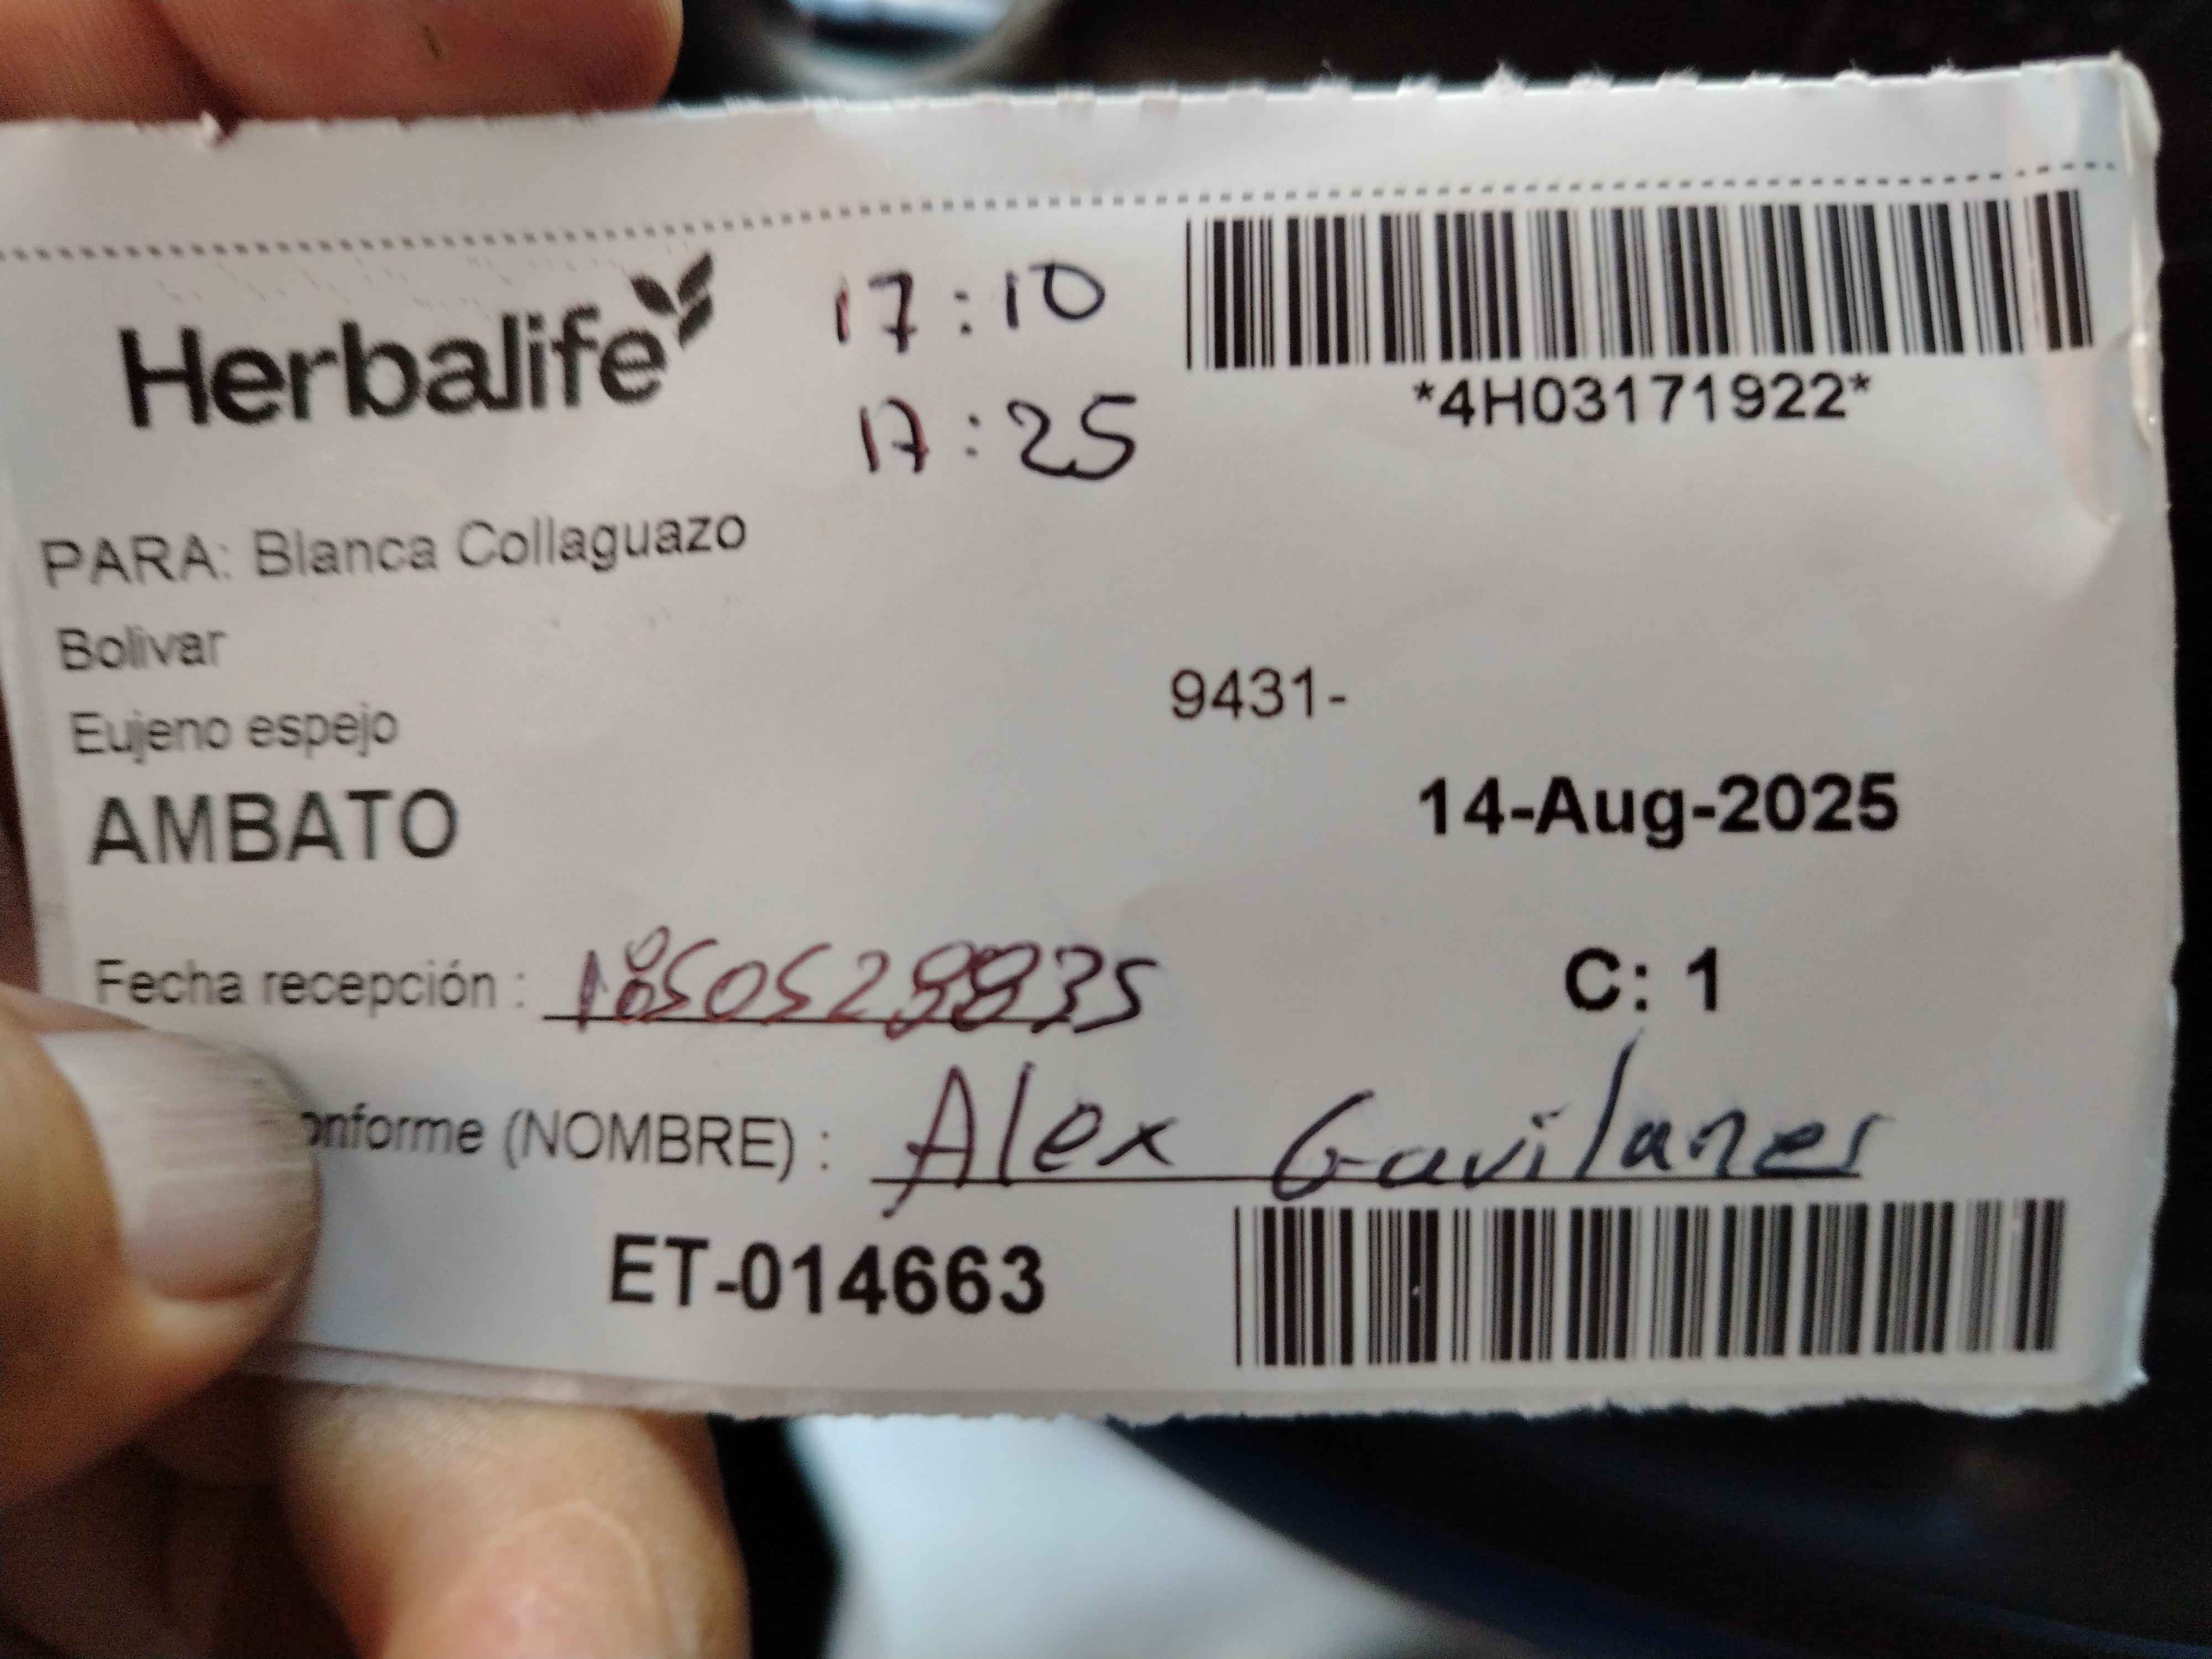 Herbalife
17:10
17:25
*4H03171922*
PARA: Blanca Collaguazo
Bolivar
9431-
Eujeno espejo
AMBATO
14-Aug-2025
Fecha recepción :
C: 1
onforme (NOMBRE) : Alex Gavilanes
ET-014663